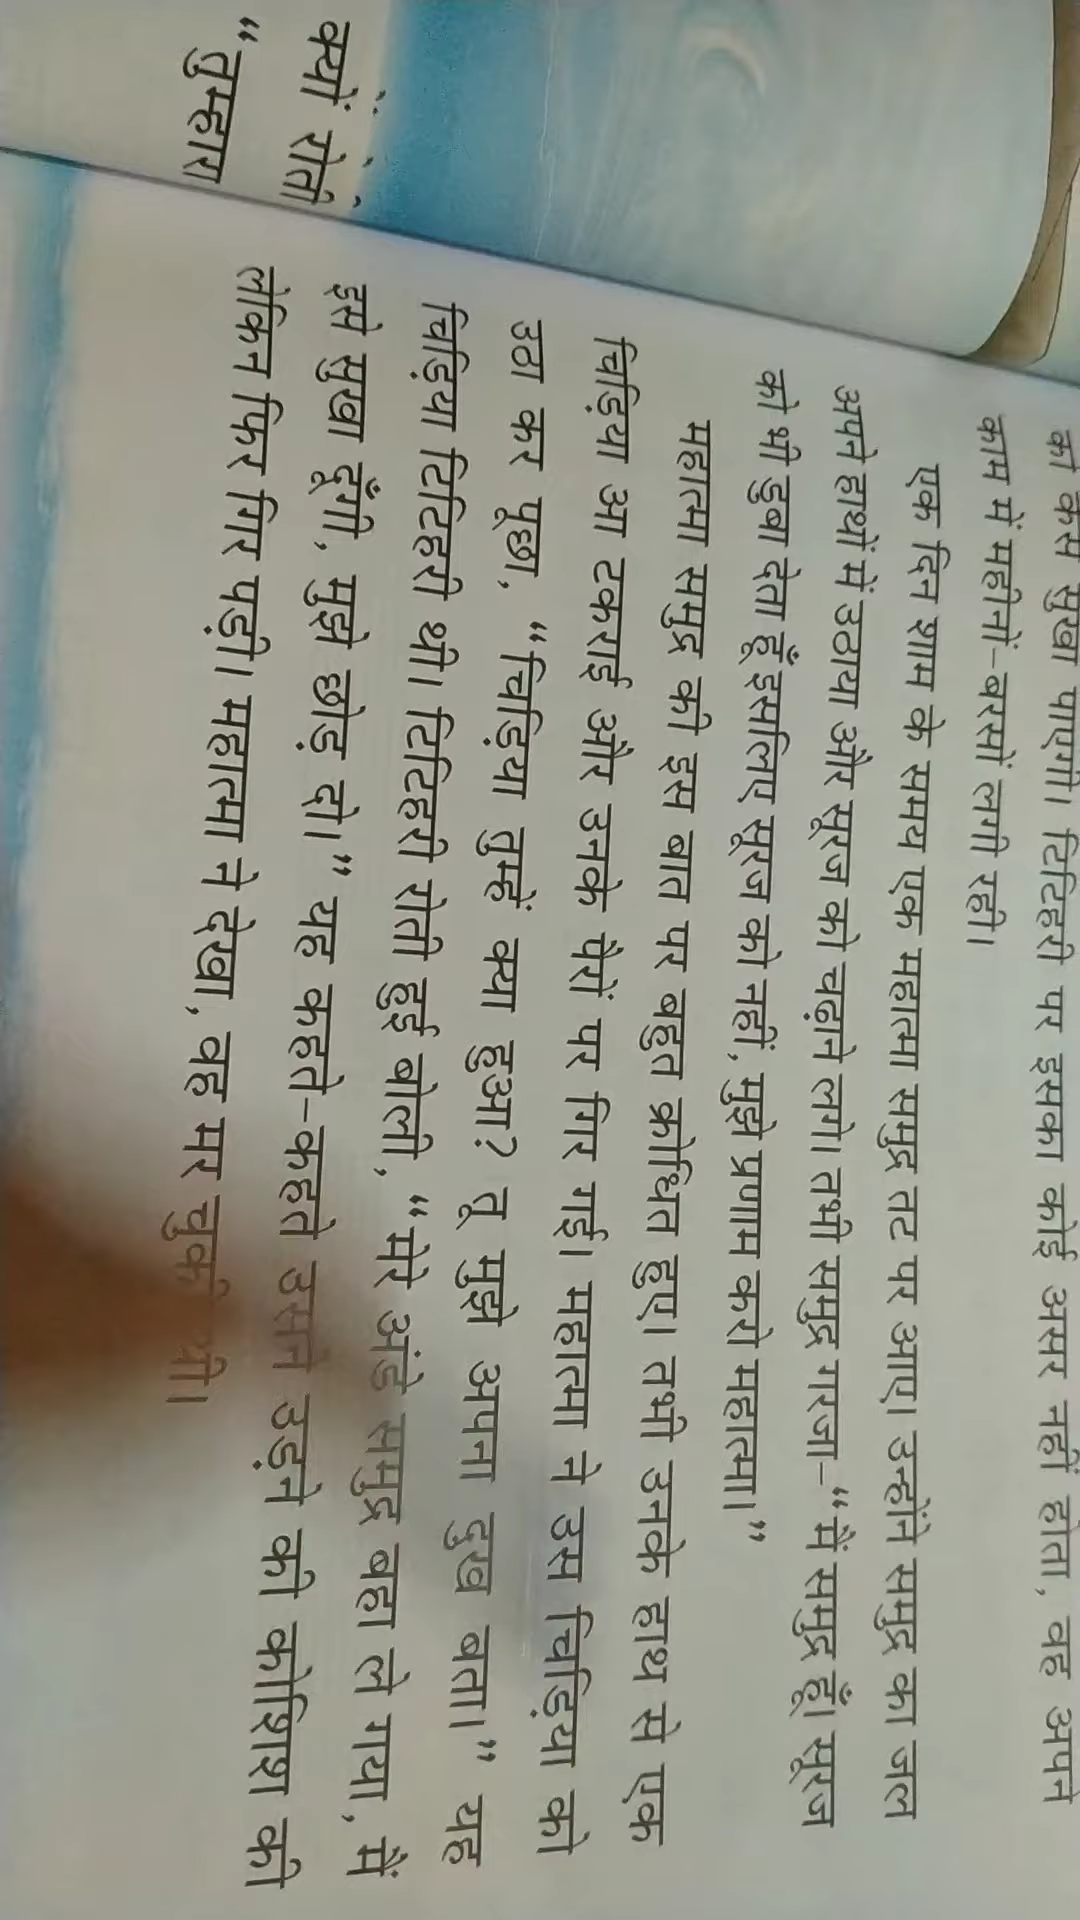 को कैसे सुखा पाएगी। टिटिहरी पर इसका कोई असर नहीं होता, वह अपने
काम में महीनों-बरसों लगी रही।
एक दिन शाम के समय एक महात्मा समुद्र तट पर आए। उन्होंने समुद्र का जल
अपने हाथों में उठाया और सूरज को चढ़ाने लगे। तभी समुद्र गरजा-“मैं समुद्र हूँ। सूरज
को भी डुबा देता हूँ इसलिए सूरज को नहीं, मुझे प्रणाम करो महात्मा।”
महात्मा समुद्र की इस बात पर बहुत क्रोधित हुए। तभी उनके हाथ से एक
चिड़िया आ टकराई और उनके पैरों पर गिर गई। महात्मा ने उस चिड़िया को
उठा कर पूछा, “चिड़िया तुम्हें क्या हुआ? तू मुझे अपना दुख बता।” यह
चिड़िया टिटिहरी थी। टिटिहरी रोती हुई बोली, “मेरे अंडे समुद्र बहा ले गया, मैं
इसे सुखा दूँगी, मुझे छोड़ दो।” यह कहते-कहते उसने उड़ने की कोशिश की
लेकिन फिर गिर पड़ी। महात्मा ने देखा, वह मर चुकी थी।
क्यों रोती
“तुम्हारा